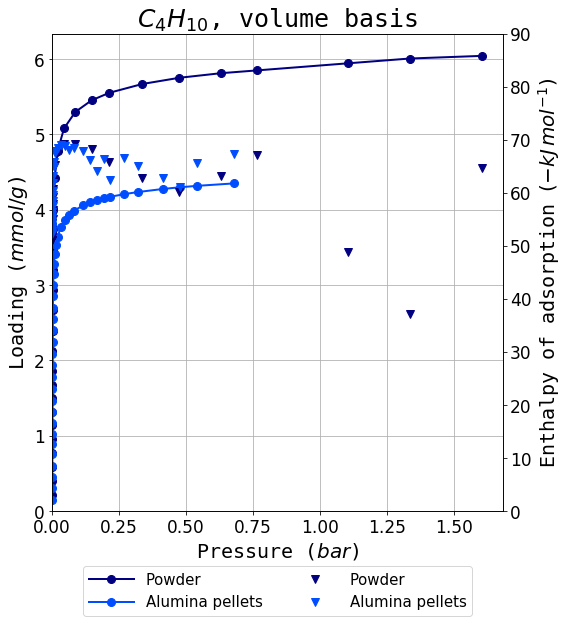 C₄H₁₀, volume basis
Loading (mmol/g)
6
5
4
3
2
1
0
0.00 0.25 0.50 0.75 1.00 1.25 1.50
Pressure (bar)
90
80
70
60
50
40
30
20
10
0
Enthalpy of adsorption (−kJ mol⁻¹)
Powder Powder
Alumina pellets Alumina pellets